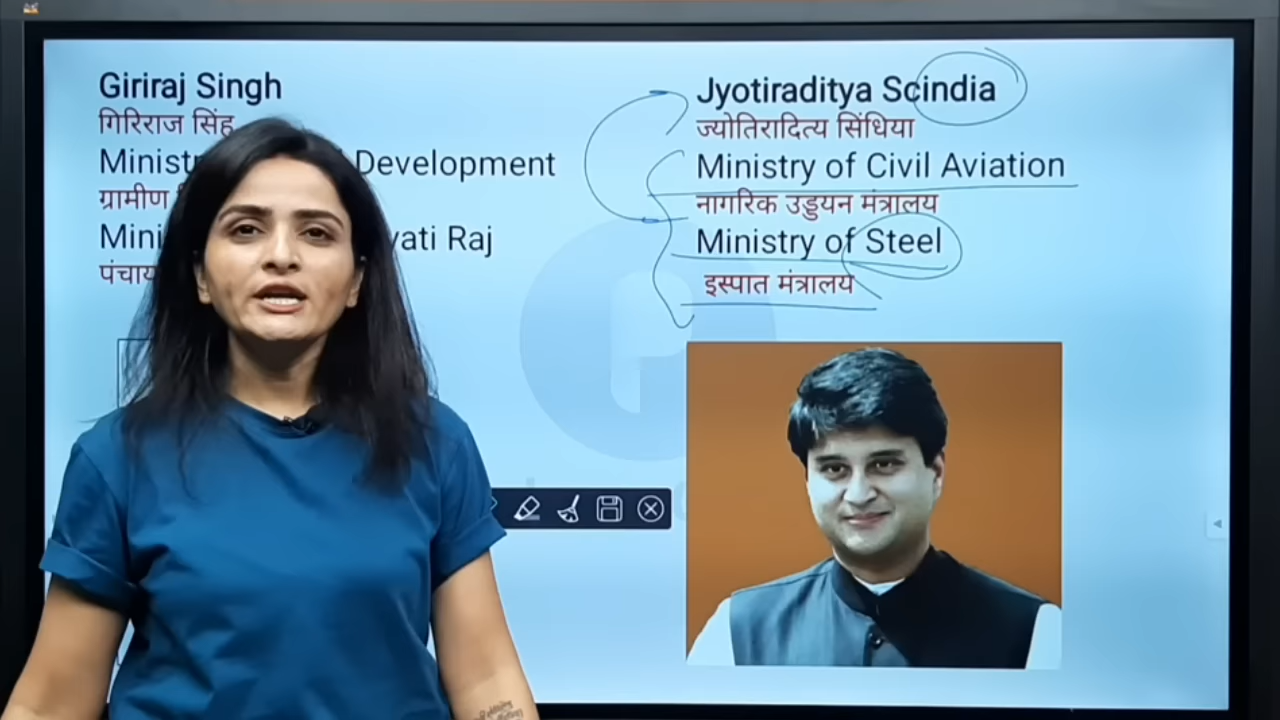 Giriraj Singh
गिरिराज सिंह
Development
ग्रामीण
Raj
Jyotiraditya Scindia
ज्योतिरादित्य सिंधिया
Ministry of Civil Aviation
नागरिक उड्डयन मंत्रालय
Ministry of Steel
इस्पात मंत्रालय